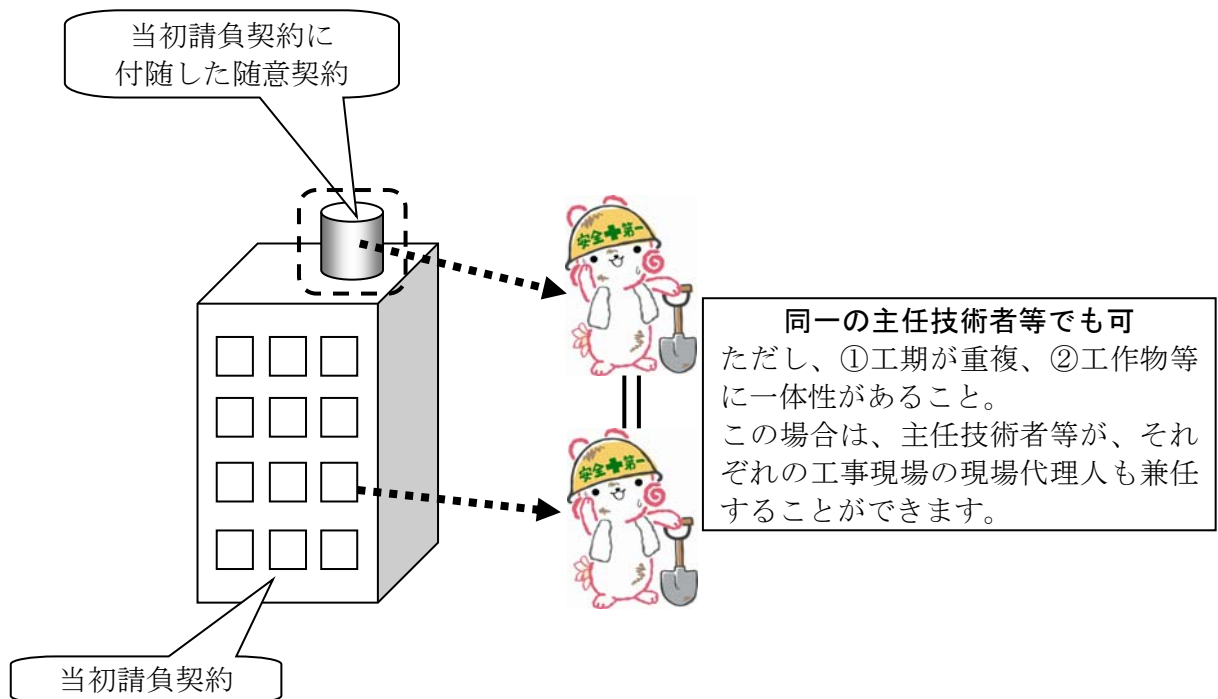 当初請負契約に
付随した随意契約
安全✚第一
同一の主任技術者等でも可
ただし、①工期が重複、②工作物等
に一体性があること。
この場合は、主任技術者等が、それ
ぞれの工事現場の現場代理人も兼任
することができます。
安全✚第一
当初請負契約